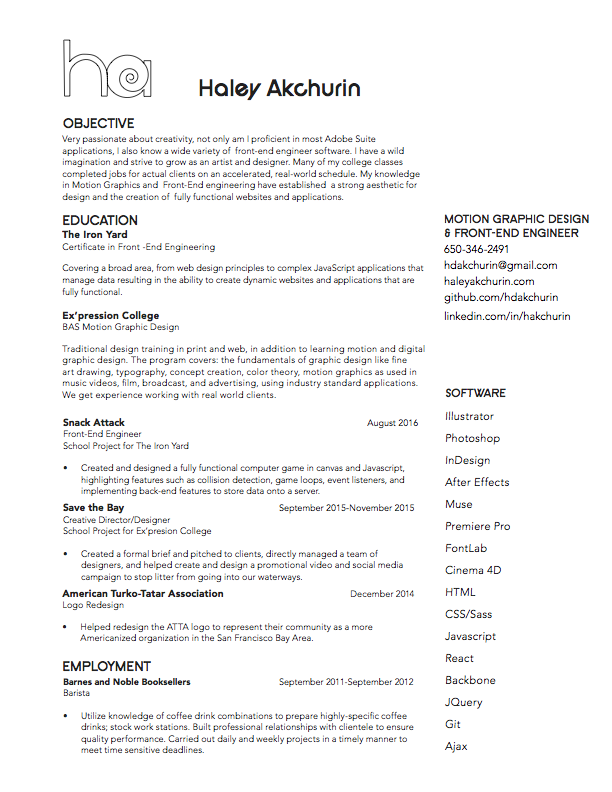 ha
Haley Akchurin
OBJECTIVE
Very passionate about creativity, not only am I proficient in most Adobe Suite
applications, I also know a wide variety of front-end engineer software. I have a wild
imagination and strive to grow as an artist and designer. Many of my college classes
completed jobs for actual clients on an accelerated, real-world schedule. My knowledge
in Motion Graphics and Front-End engineering have established a strong aesthetic for
design and the creation of fully functional websites and applications.
EDUCATION
The Iron Yard
Certificate in Front -End Engineering
Covering a broad area, from web design principles to complex JavaScript applications that
manage data resulting in the ability to create dynamic websites and applications that are
fully functional.
Ex'pression College
BAS Motion Graphic Design
Traditional design training in print and web, in addition to learning motion and digital
graphic design. The program covers: the fundamentals of graphic design like fine
art drawing, typography, concept creation, color theory, motion graphics as used in
music videos, film, broadcast, and advertising, using industry standard applications.
We get experience working with real world clients.
Snack Attack August 2016
Front-End Engineer
School Project for The Iron Yard
• Created and designed a fully functional computer game in canvas and Javascript,
highlighting features such as collision detection, game loops, event listeners, and
implementing back-end features to store data onto a server.
Save the Bay September 2015-November 2015
Creative Director/Designer
School Project for Ex'presion College
• Created a formal brief and pitched to clients, directly managed a team of
designers, and helped create and design a promotional video and social media
campaign to stop litter from going into our waterways.
American Turko-Tatar Association December 2014
Logo Redesign
• Helped redesign the ATTA logo to represent their community as a more
Americanized organization in the San Francisco Bay Area.
EMPLOYMENT
Barnes and Noble Booksellers September 2011-September 2012
Barista
• Utilize knowledge of coffee drink combinations to prepare highly-specific coffee
drinks; stock work stations. Built professional relationships with clientele to ensure
quality performance. Carried out daily and weekly projects in a timely manner to
meet time sensitive deadlines.
MOTION GRAPHIC DESIGN
& FRONT-END ENGINEER
650-346-2491
hdakchurin@gmail.com
haleyakchurin.com
github.com/hdakchurin
linkedin.com/in/hakchurin
SOFTWARE
Illustrator
Photoshop
InDesign
After Effects
Muse
Premiere Pro
FontLab
Cinema 4D
HTML
CSS/Sass
Javascript
React
Backbone
JQuery
Git
Ajax